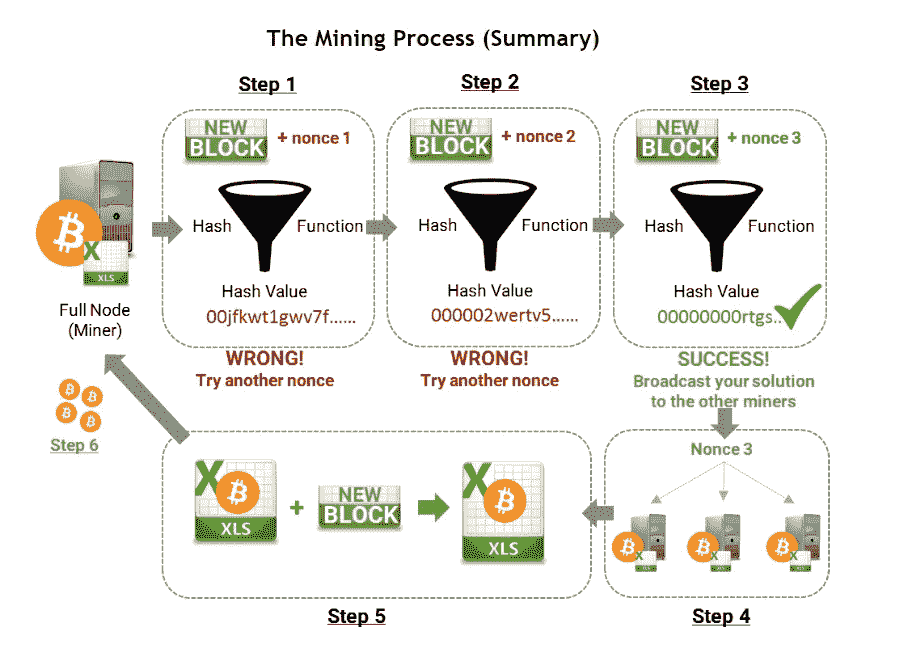 The Mining Process (Summary)
Step 1
Step 2
Step 3
NEW
BLOCK
+ nonce 1
NEW
BLOCK
+ nonce 2
NEW
BLOCK
+ nonce 3
Hash
Function
Hash
Function
Hash
Function
X
XLS
Full Node
(Miner)
Hash Value
00jfkwt1gwv7f......
Hash Value
000002wertv5......
Hash Value
00000000rtgs..
WRONG!
Try another nonce
WRONG!
Try another nonce
SUCCESS!
Broadcast your solution
to the other miners
Step 6
X
XLS
+
NEW
BLOCK
X
XLS
Nonce 3
X
XLS
X
XLS
X
XLS
Step 5
Step 4